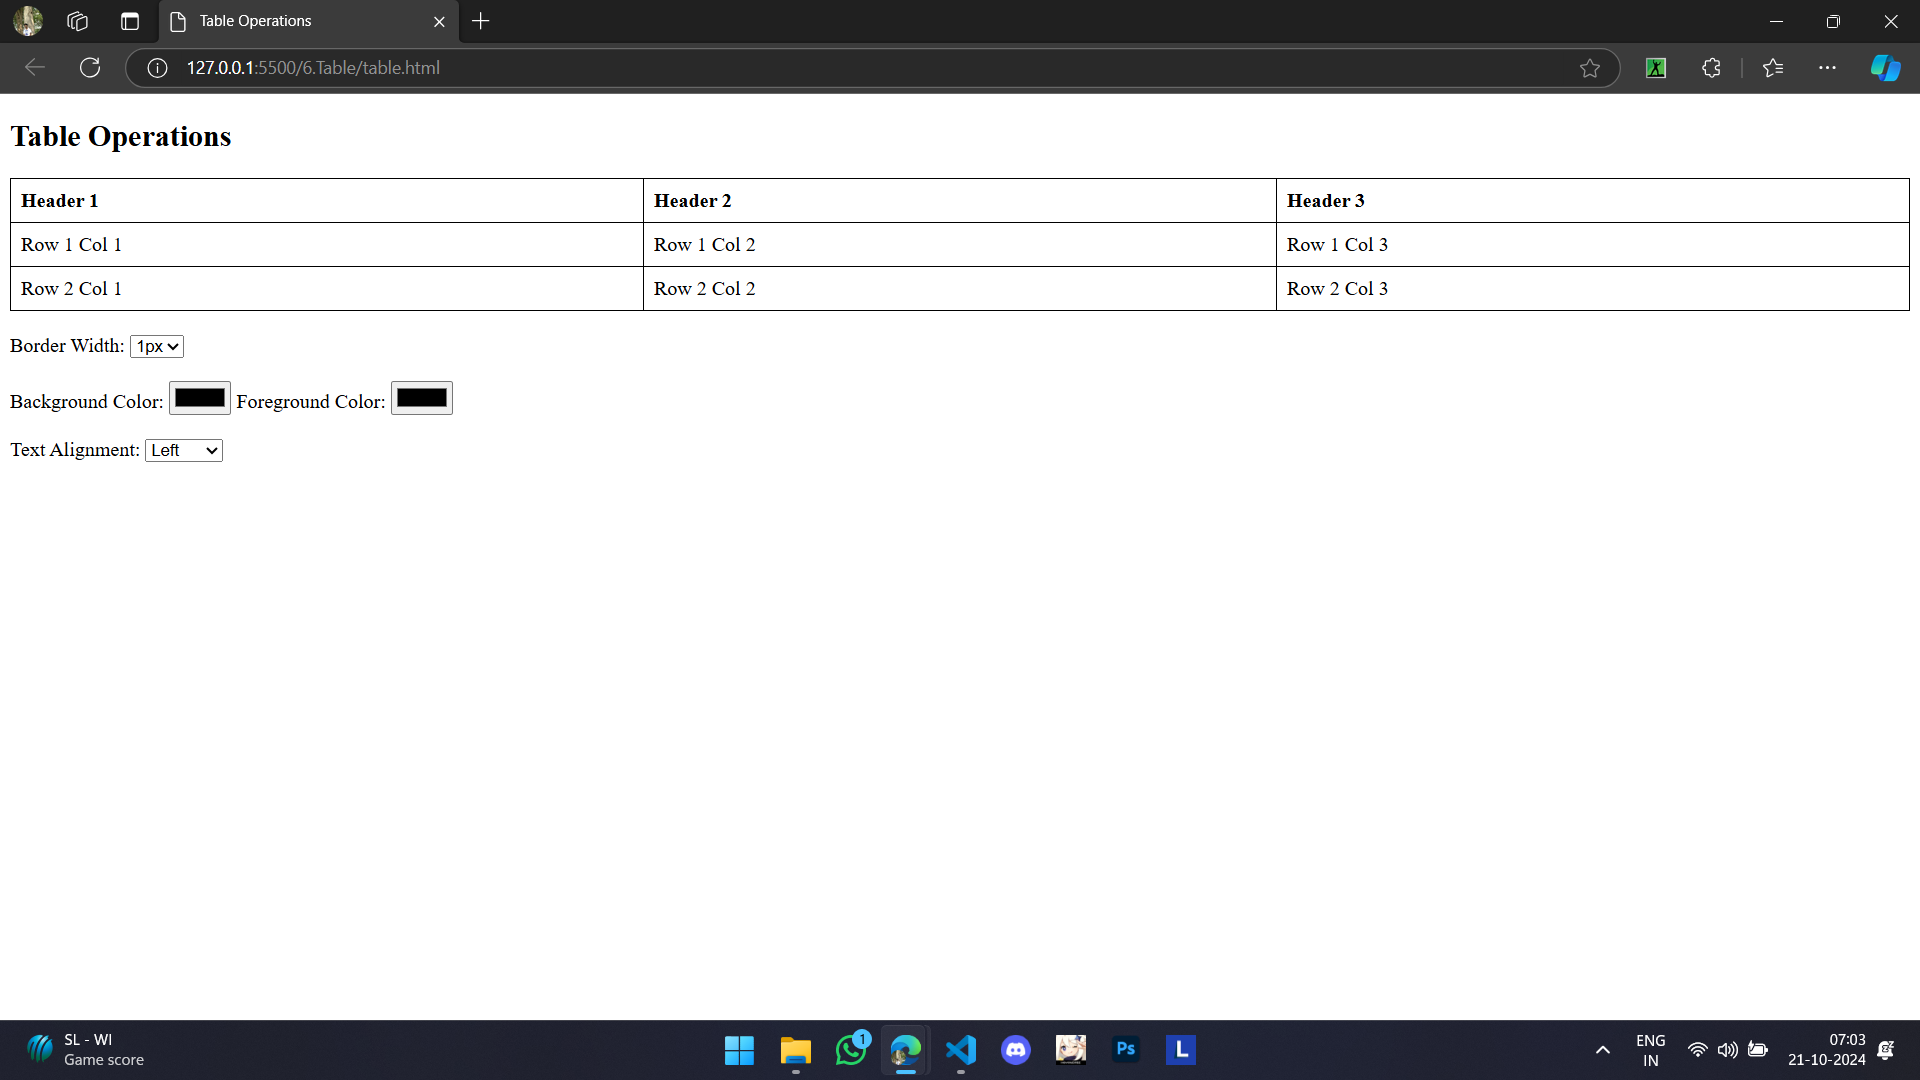 Table Operations
127.0.0.1:5500/6.Table/table.html
Table Operations
Header 1 Header 2 Header 3
Row 1 Col 1 Row 1 Col 2 Row 1 Col 3
Row 2 Col 1 Row 2 Col 2 Row 2 Col 3
Border Width: 1px
Background Color: Foreground Color:
Text Alignment: Left
SL - WI
Game score
1
Ps
L
ENG
IN
07:03
21-10-2024